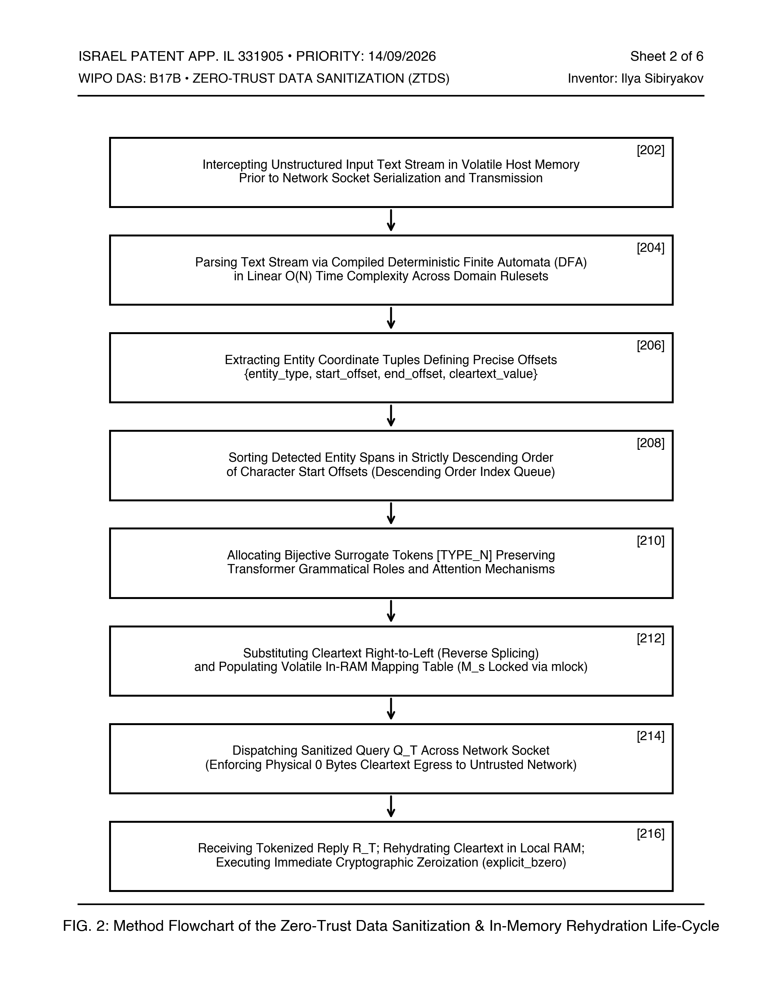 ISRAEL PATENT APP. IL 331905 • PRIORITY: 14/09/2026
Sheet 2 of 6
WIPO DAS: B17B • ZERO-TRUST DATA SANITIZATION (ZTDS)
Inventor: Ilya Sibiryakov
[202]
Intercepting Unstructured Input Text Stream in Volatile Host Memory
Prior to Network Socket Serialization and Transmission
[204]
Parsing Text Stream via Compiled Deterministic Finite Automata (DFA)
in Linear O(N) Time Complexity Across Domain Rulesets
[206]
Extracting Entity Coordinate Tuples Defining Precise Offsets
{entity_type, start_offset, end_offset, cleartext_value}
[208]
Sorting Detected Entity Spans in Strictly Descending Order
of Character Start Offsets (Descending Order Index Queue)
[210]
Allocating Bijective Surrogate Tokens [TYPE_N] Preserving
Transformer Grammatical Roles and Attention Mechanisms
[212]
Substituting Cleartext Right-to-Left (Reverse Splicing)
and Populating Volatile In-RAM Mapping Table (M_s Locked via mlock)
[214]
Dispatching Sanitized Query Q_T Across Network Socket
(Enforcing Physical 0 Bytes Cleartext Egress to Untrusted Network)
[216]
Receiving Tokenized Reply R_T; Rehydrating Cleartext in Local RAM;
Executing Immediate Cryptographic Zeroization (explicit_bzero)
FIG. 2: Method Flowchart of the Zero-Trust Data Sanitization & In-Memory Rehydration Life-Cycle